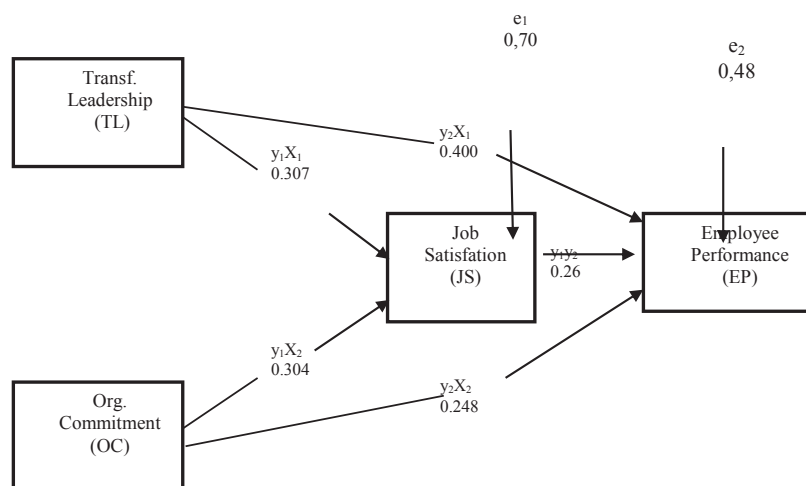 e₁
0,70
e₂
0,48
Transf.
Leadership
(TL)
y₂X₁
0.400
y₁X₁
0.307
Job
Satisfation
(JS)
y₁y₂
0.26
Employee
Performance
(EP)
y₁X₂
0.304
y₂X₂
0.248
Org.
Commitment
(OC)